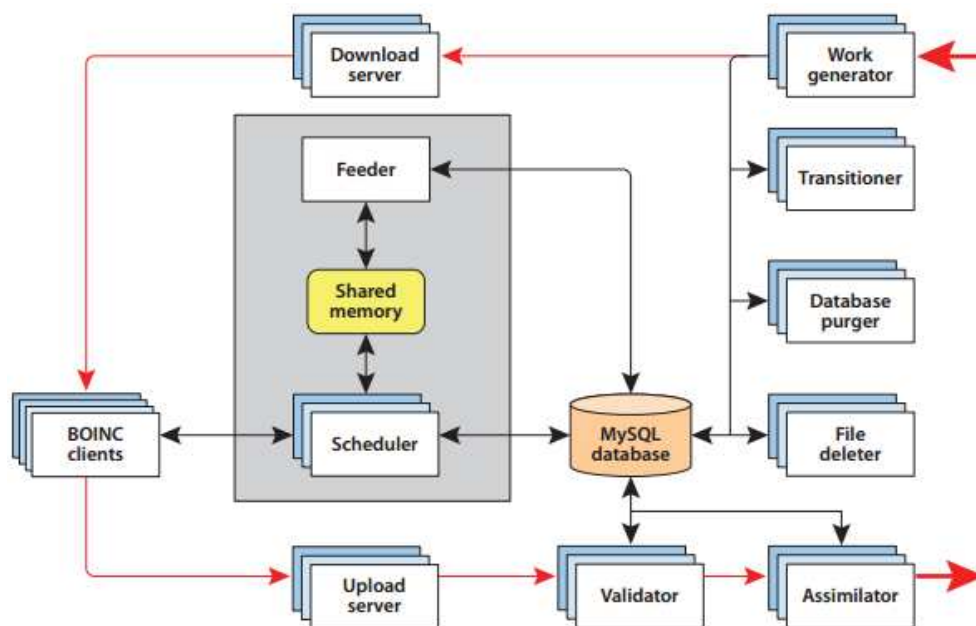 Download
server
Work
generator
Feeder
Transitioner
Shared
memory
Database
purger
BOINC
clients
Scheduler
MySQL
database
File
deleter
Upload
server
Validator
Assimilator